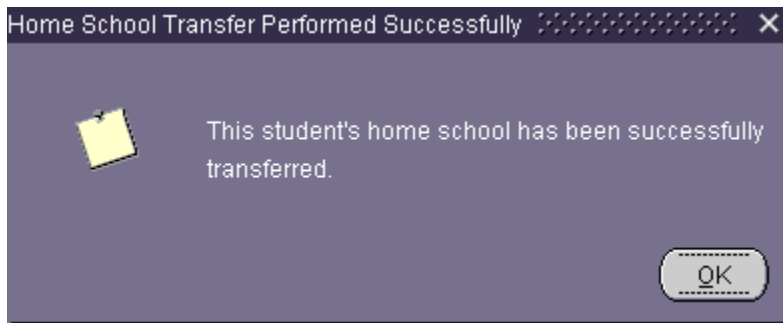 Home School Transfer Performed Successfully
This student's home school has been successfully
transferred.
OK